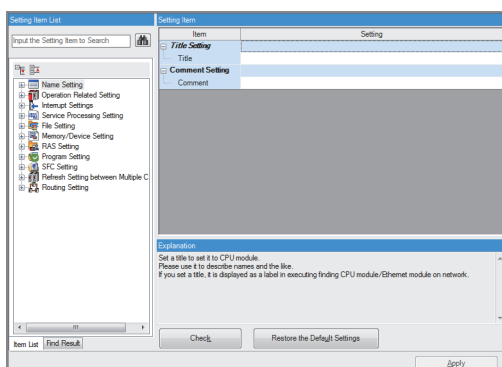 Setting Item List
Setting Item
Input the Setting Item to Search
Item
Setting
Title Setting
Title
Comment Setting
Comment
Name Setting
Operation Related Setting
Interrupt Settings
Service Processing Setting
File Setting
Memory/Device Setting
RAS Setting
Program Setting
SFC Setting
Refresh Setting between Multiple C
Routing Setting
Explanation
Set a title to set it to CPU module.
Please use it to describe names and the like.
If you set a title, it is displayed as a label in executing finding CPU module/Ethernet module on network.
Item List
Find Result
Check
Restore the Default Settings
Apply